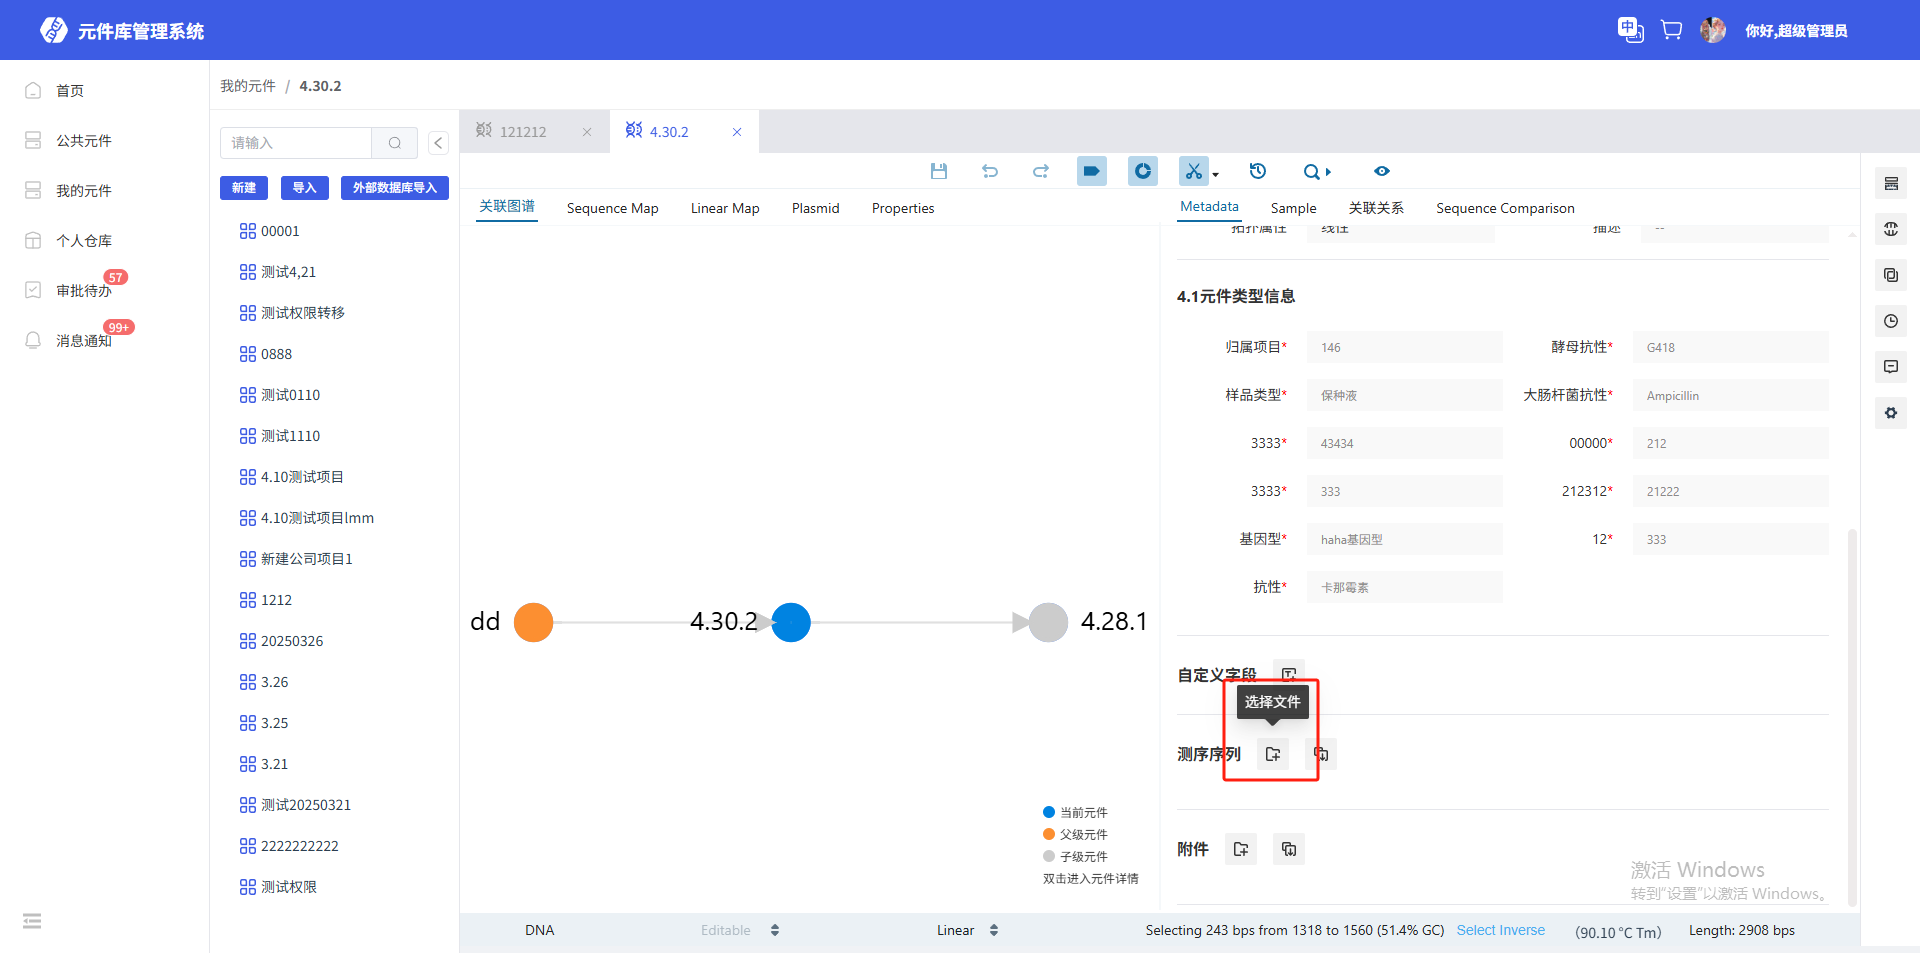 元件库管理系统
中
你好,超级管理员
首页
公共元件
我的元件
个人仓库
审批待办
57
消息通知
99+
我的元件 / 4.30.2
请输入
新建
导入
外部数据库导入
00001
测试4,21
测试权限转移
0888
测试0110
测试1110
4.10测试项目
4.10测试项目lmm
新建公司项目1
1212
20250326
3.26
3.25
3.21
测试20250321
2222222222
测试权限
121212
4.30.2
关联图谱
Sequence Map
Linear Map
Plasmid
Properties
Metadata
Sample
关联关系
Sequence Comparison
dd
4.30.2
4.28.1
当前元件
父级元件
子级元件
双击进入元件详情
拓扑属性
线性
描述
--
4.1元件类型信息
归属项目*
146
酵母抗性*
G418
样品类型*
保种液
大肠杆菌抗性*
Ampicillin
3333*
43434
00000*
212
3333*
333
212312*
21222
基因型*
haha基因型
12*
333
抗性*
卡那霉素
自定义字段
选择文件
测序序列
附件
激活 Windows
转到“设置”以激活 Windows。
DNA
Editable
Linear
Selecting 243 bps from 1318 to 1560 (51.4% GC)
Select Inverse
(90.10 °C Tm)
Length: 2908 bps